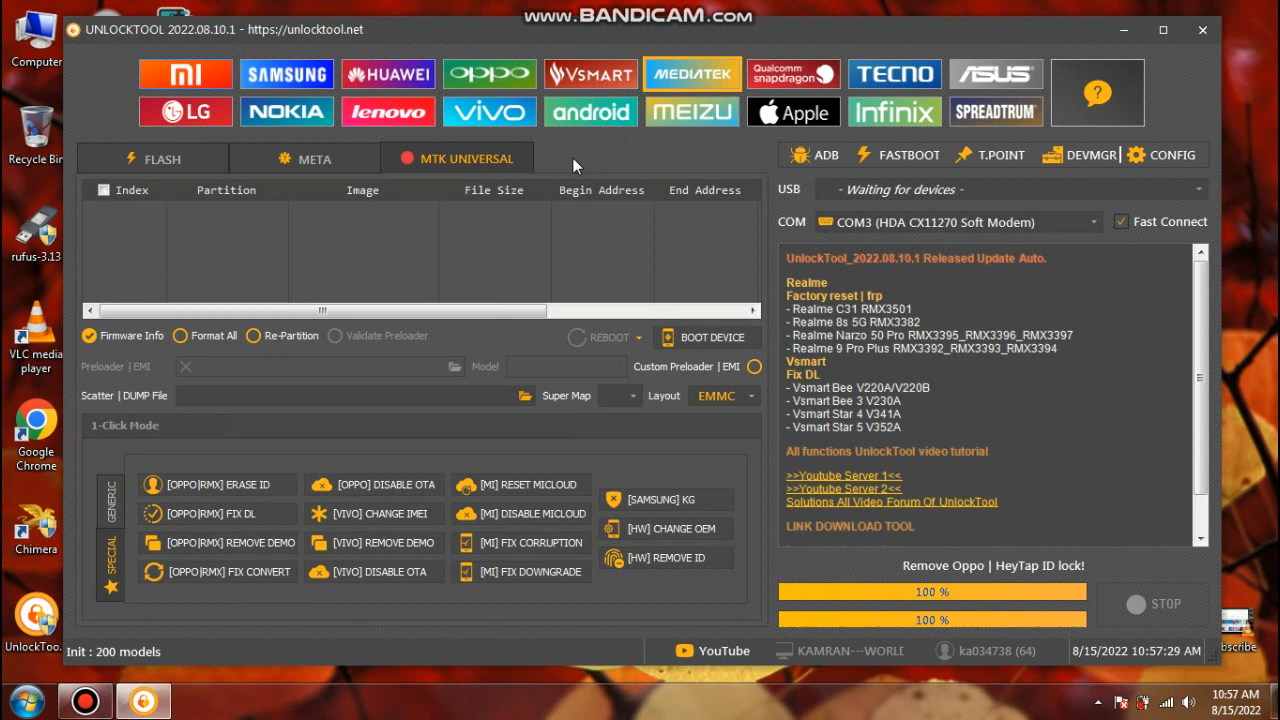 www.BANDICAM.com
UNLOCKTOOL 2022.08.10.1 - https://unlocktool.net
Computer
Recycle Bin
rufus-3.13
VLC media
player
Google
Chrome
Chimera
UnlockToo...
MI
SAMSUNG
HUAWEI
oppo
VSMART
MEDIATEK
Qualcomm
snapdragon
TECNO
ASUS
LG
NOKIA
lenovo
vivo
android
MEIZU
Apple
Infinix
SPREADTRUM
?
FLASH
META
MTK UNIVERSAL
ADB
FASTBOOT
T.POINT
DEVMGR
CONFIG
Index
Partition
Image
File Size
Begin Address
End Address
USB
- Waiting for devices -
COM
COM3 (HDA CX11270 Soft Modem)
Fast Connect
Firmware Info
Format All
Re-Partition
Validate Preloader
REBOOT
BOOT DEVICE
Preloader | EMI
Model
Custom Preloader | EMI
Scatter | DUMP File
Super Map
Layout
EMMC
1-Click Mode
GENERIC
SPECIAL
[OPPO|RMX] ERASE ID
[OPPO] DISABLE OTA
[MI] RESET MICLOUD
[OPPO|RMX] FIX DL
[VIVO] CHANGE IMEI
[MI] DISABLE MICLOUD
[OPPO|RMX] REMOVE DEMO
[VIVO] REMOVE DEMO
[MI] FIX CORRUPTION
[OPPO|RMX] FIX CONVERT
[VIVO] DISABLE OTA
[MI] FIX DOWNGRADE
[SAMSUNG] KG
[HW] CHANGE OEM
[HW] REMOVE ID
UnlockTool_2022.08.10.1 Released Update Auto.
Realme
Factory reset | frp
- Realme C31 RMX3501
- Realme 8s 5G RMX3382
- Realme Narzo 50 Pro RMX3395_RMX3396_RMX3397
- Realme 9 Pro Plus RMX3392_RMX3393_RMX3394
Vsmart
Fix DL
- Vsmart Bee V220A/V220B
- Vsmart Bee 3 V230A
- Vsmart Star 4 V341A
- Vsmart Star 5 V352A
All functions UnlockTool video tutorial
>>Youtube Server 1<<
>>Youtube Server 2<<
Solutions All Video Forum Of UnlockTool
LINK DOWNLOAD TOOL
Remove Oppo | HeyTap ID lock!
100 %
100 %
STOP
Init : 200 models
YouTube
KAMRAN---WORLD
ka034738 (64)
8/15/2022 10:57:29 AM
10:57 AM
8/15/2022